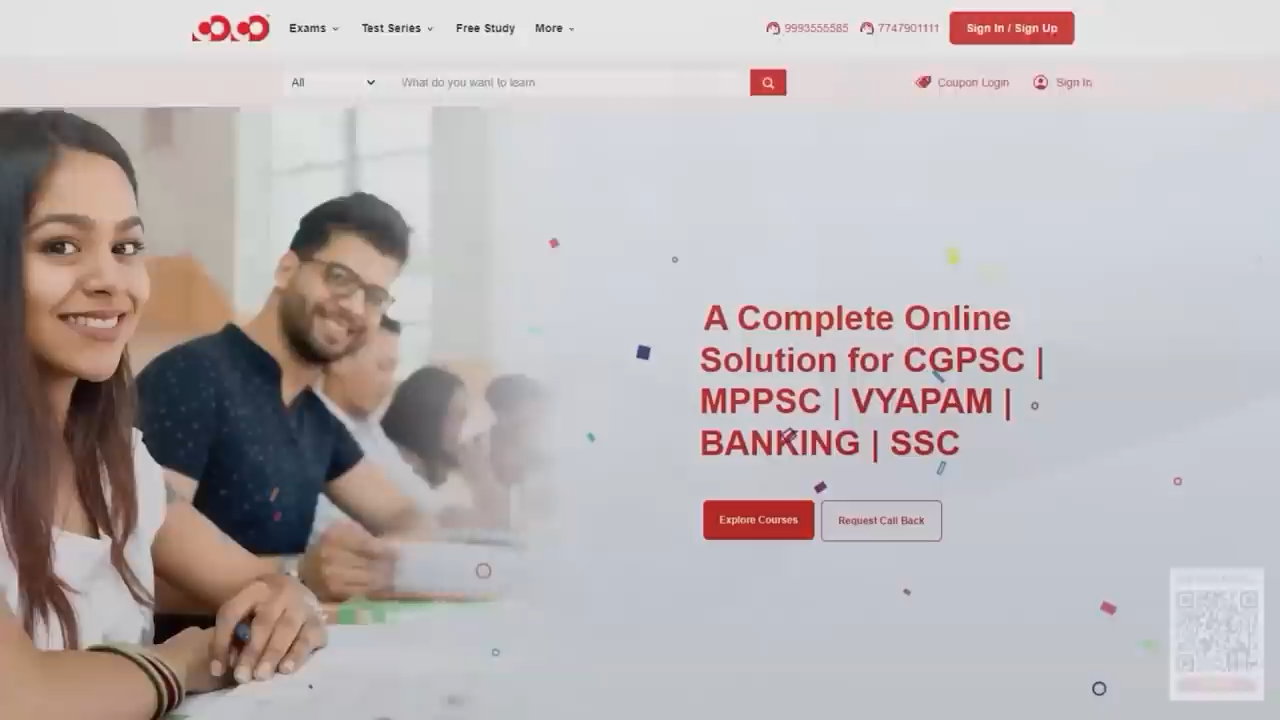 Exams
Test Series
Free Study
More
9993555585
7747901111
Sign In / Sign Up
All
What do you want to learn
Coupon Login
Sign In
A Complete Online
Solution for CGPSC |
MPPSC | VYAPAM |
BANKING | SSC
Explore Courses
Request Call Back